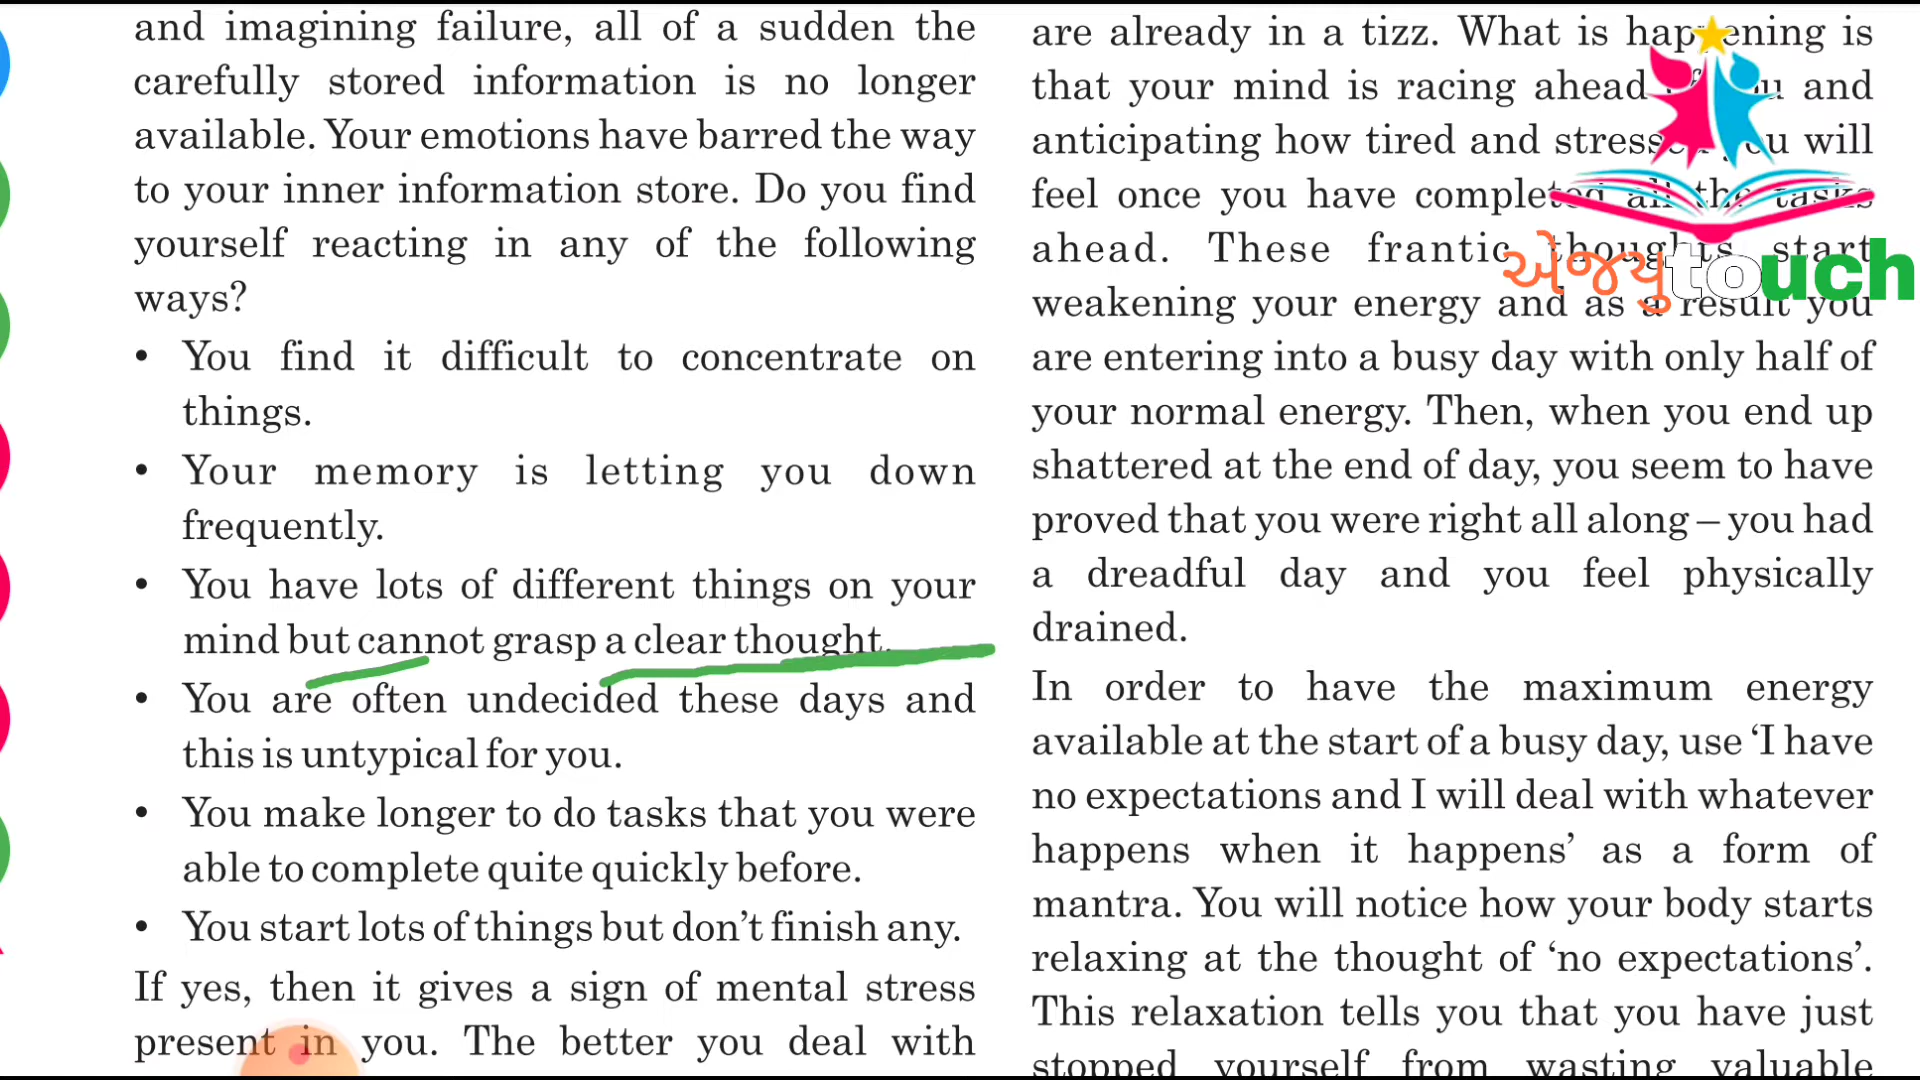 and imagining failure, all of a sudden the
carefully stored information is no longer
available. Your emotions have barred the way
to your inner information store. Do you find
yourself reacting in any of the following
ways?
• You find it difficult to concentrate on
things.
• Your memory is letting you down
frequently.
• You have lots of different things on your
mind but cannot grasp a clear thought.
• You are often undecided these days and
this is untypical for you.
• You make longer to do tasks that you were
able to complete quite quickly before.
• You start lots of things but don’t finish any.
If yes, then it gives a sign of mental stress
present in you. The better you deal with
are already in a tizz. What is happening is
that your mind is racing ahead of you and
anticipating how tired and stressed you will
feel once you have completed all the tasks
ahead. These frantic thoughts start
weakening your energy and as a result you
are entering into a busy day with only half of
your normal energy. Then, when you end up
shattered at the end of day, you seem to have
proved that you were right all along – you had
a dreadful day and you feel physically
drained.
In order to have the maximum energy
available at the start of a busy day, use ‘I have
no expectations and I will deal with whatever
happens when it happens’ as a form of
mantra. You will notice how your body starts
relaxing at the thought of ‘no expectations’.
This relaxation tells you that you have just
stopped yourself from wasting valuable
એજ્યુtouch